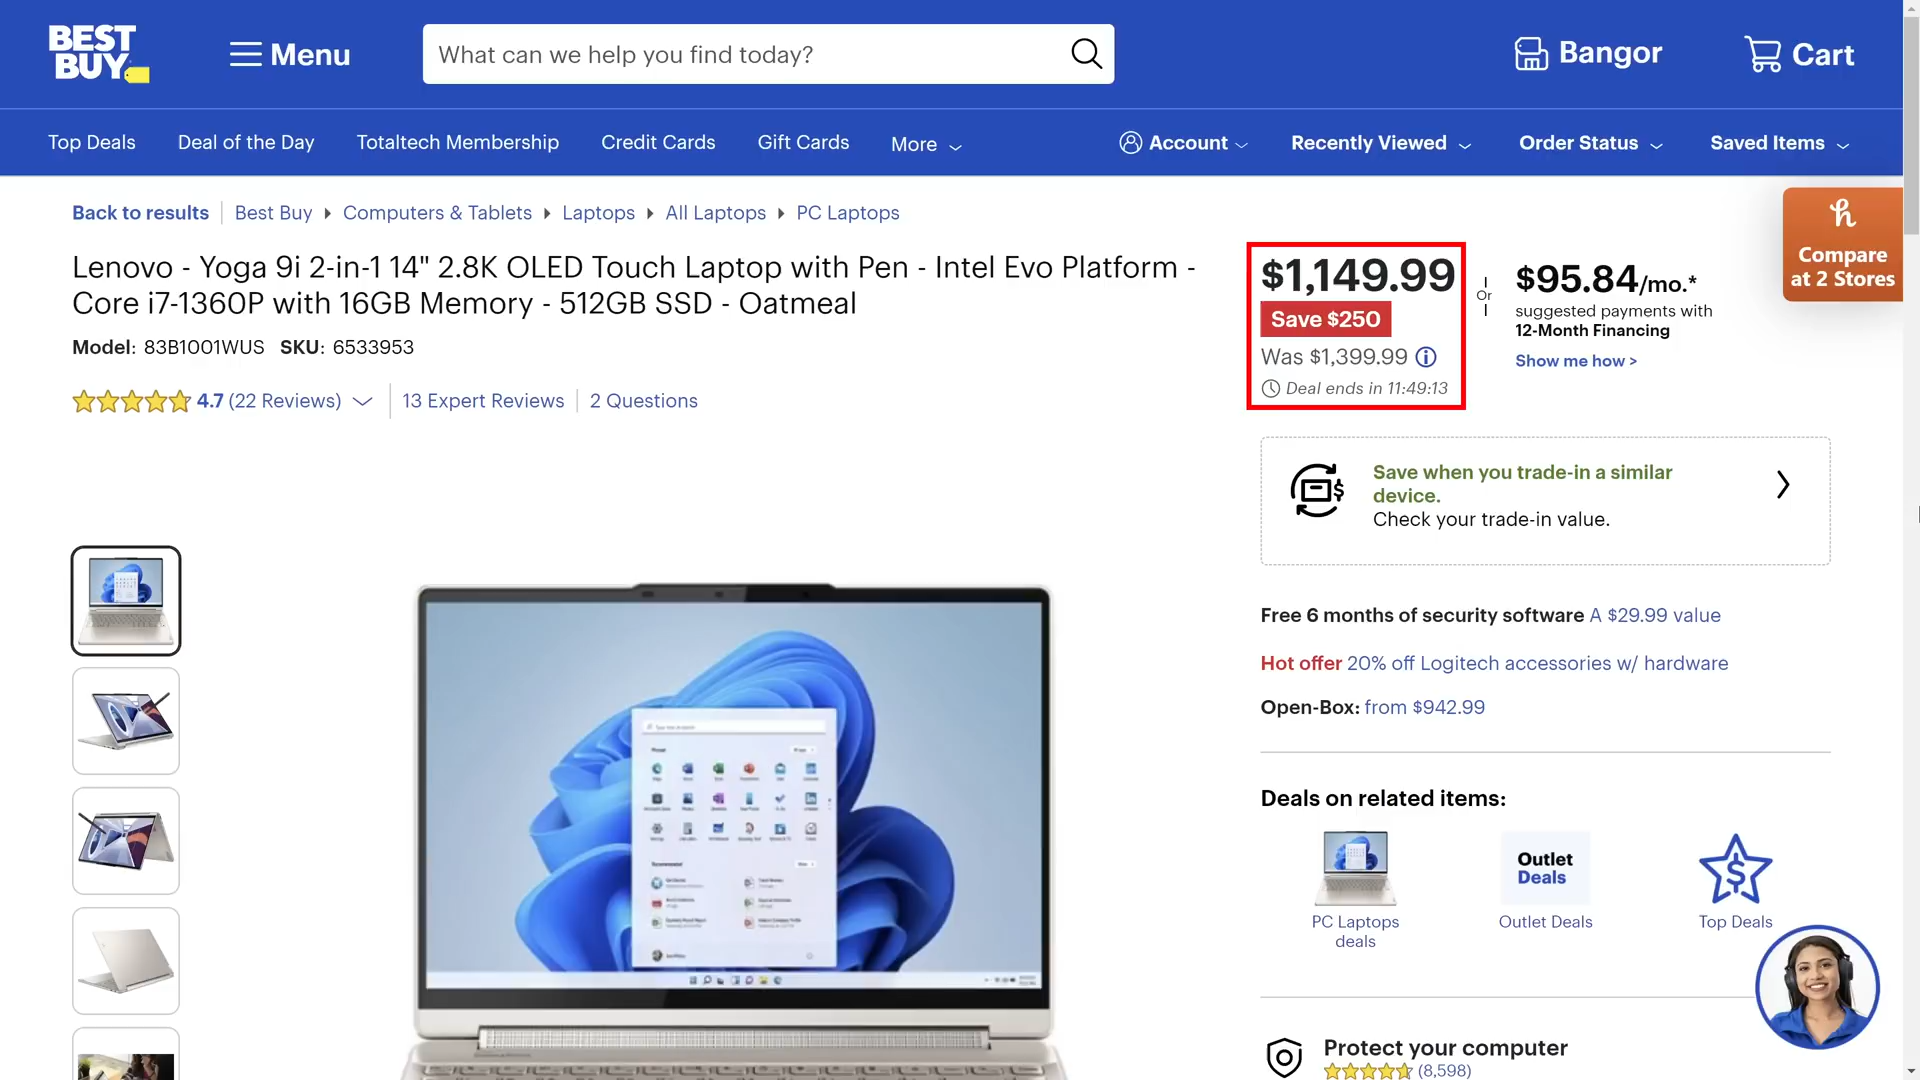 BEST
BUY
Menu
What can we help you find today?
Bangor
Cart
Top Deals
Deal of the Day
Totaltech Membership
Credit Cards
Gift Cards
More
Account
Recently Viewed
Order Status
Saved Items
Back to results
Best Buy
Computers & Tablets
Laptops
All Laptops
PC Laptops
Compare
at 2 Stores
Lenovo - Yoga 9i 2-in-1 14" 2.8K OLED Touch Laptop with Pen - Intel Evo Platform -
Core i7-1360P with 16GB Memory - 512GB SSD - Oatmeal
Model: 83B1001WUS SKU: 6533953
4.7 (22 Reviews)
13 Expert Reviews
2 Questions
$1,149.99
Save $250
Was $1,399.99
Deal ends in 11:49:13
Or
$95.84/mo.*
suggested payments with
12-Month Financing
Show me how >
Save when you trade-in a similar
device.
Check your trade-in value.
Free 6 months of security software A $29.99 value
Hot offer 20% off Logitech accessories w/ hardware
Open-Box: from $942.99
Deals on related items:
PC Laptops
deals
Outlet
Deals
Outlet Deals
Top Deals
Protect your computer
(8,598)